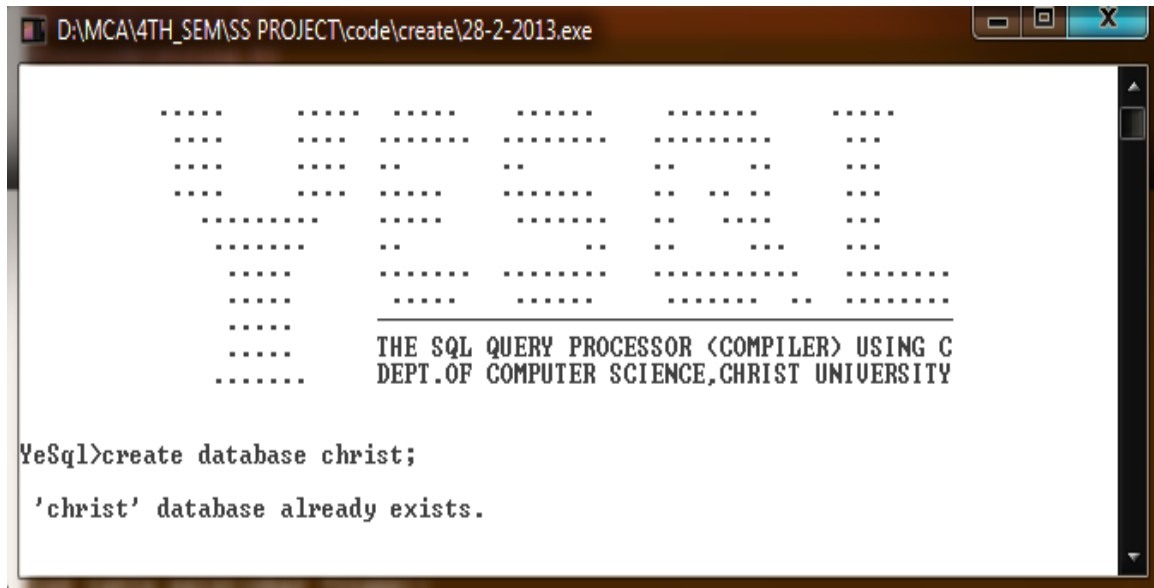 D:\MCA\4TH_SEM\SS PROJECT\code\create\28-2-2013.exe
YESQL
THE SQL QUERY PROCESSOR (COMPILER) USING C
DEPT.OF COMPUTER SCIENCE,CHRIST UNIVERSITY
YeSql>create database christ;
'christ' database already exists.